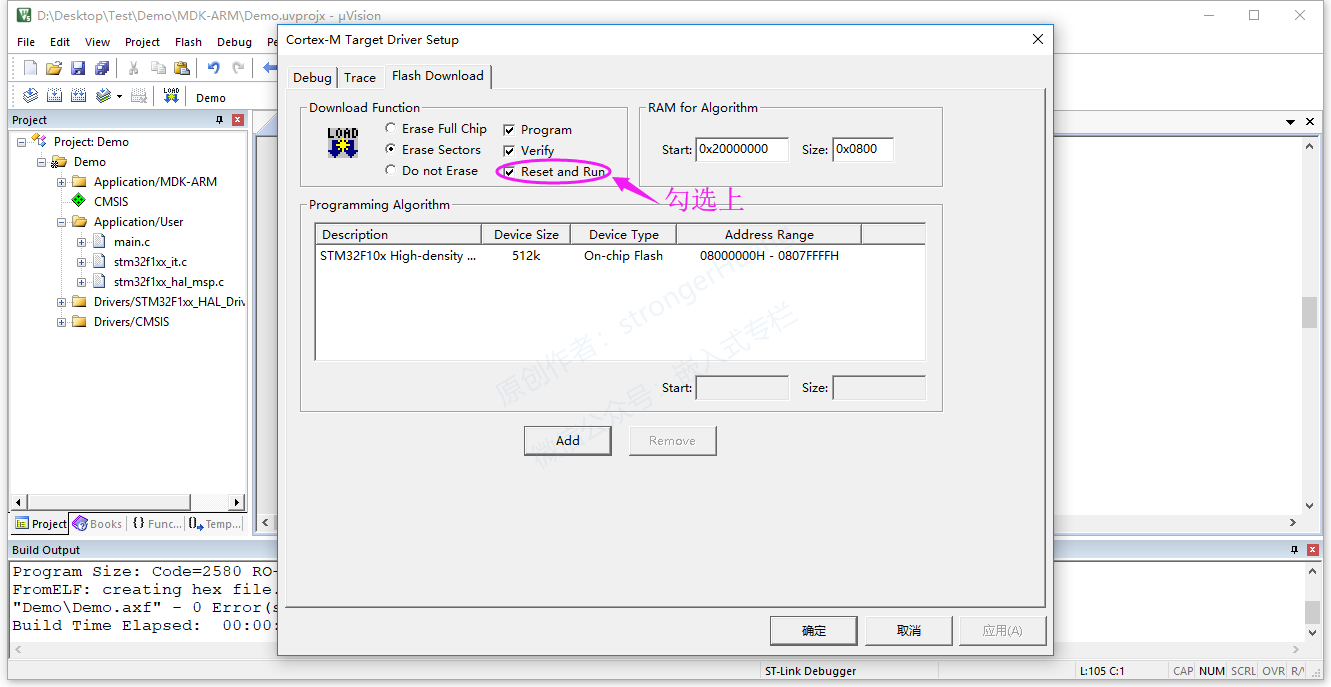 D:\Desktop\Test\Demo\MDK-ARM\Demo.uvprojx - µVision
File Edit View Project Flash Debug Pe
Cortex-M Target Driver Setup
Debug Trace Flash Download
LOAD Demo
Project
Project: Demo
Demo
Application/MDK-ARM
CMSIS
Application/User
main.c
stm32f1xx_it.c
stm32f1xx_hal_msp.c
Drivers/STM32F1xx_HAL_Driv
Drivers/CMSIS
Project Books {} Func... Temp...
Download Function
LOAD
Erase Full Chip
Erase Sectors
Do not Erase
Program
Verify
Reset and Run
勾选上
RAM for Algorithm
Start: 0x20000000 Size: 0x0800
Programming Algorithm
Description Device Size Device Type Address Range
STM32F10x High-density ... 512k On-chip Flash 08000000H - 0807FFFFH
原创作者：
微信公众号：嵌入式专栏
Start: Size:
Add Remove
确定 取消 应用(A)
Build Output
Program Size: Code=2580 RO-
FromELF: creating hex file.
"Demo\Demo.axf" - 0 Error(s
Build Time Elapsed: 00:00:
ST-Link Debugger L:105 C:1 CAP NUM SCRL OVR R/